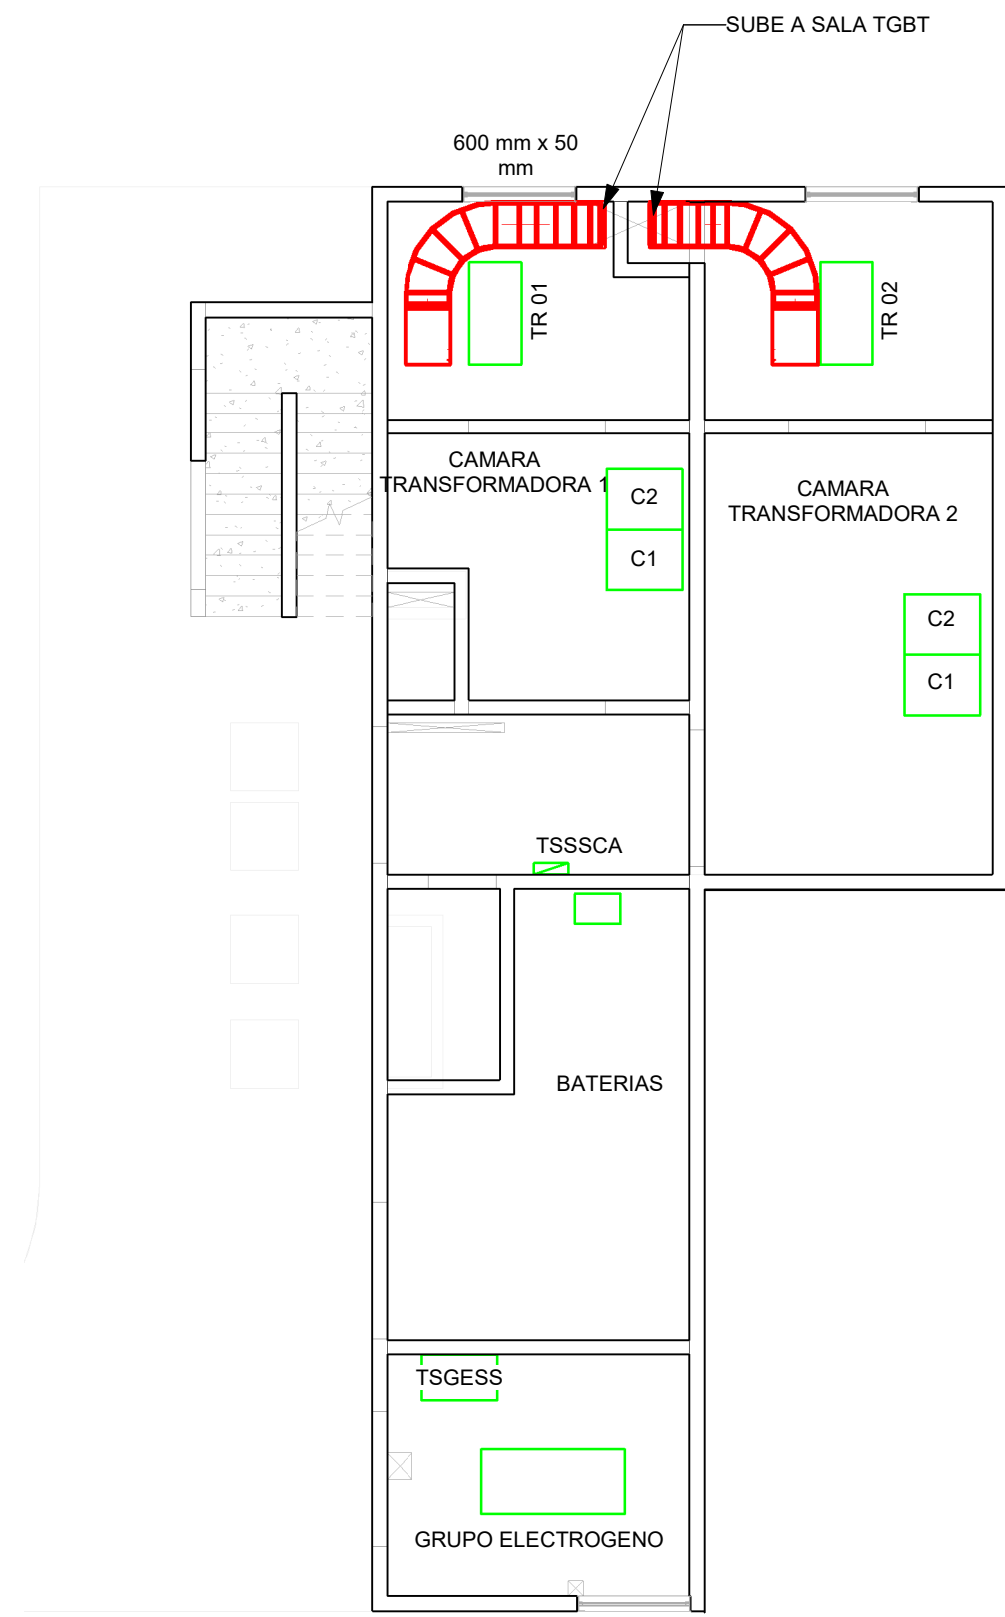 SUBE A SALA TGBT
600 mm x 50
mm
TR 01
TR 02
CAMARA
TRANSFORMADORA 1
C2
C1
CAMARA
TRANSFORMADORA 2
C2
C1
TSSSCA
BATERIAS
TSGESS
GRUPO ELECTROGENO